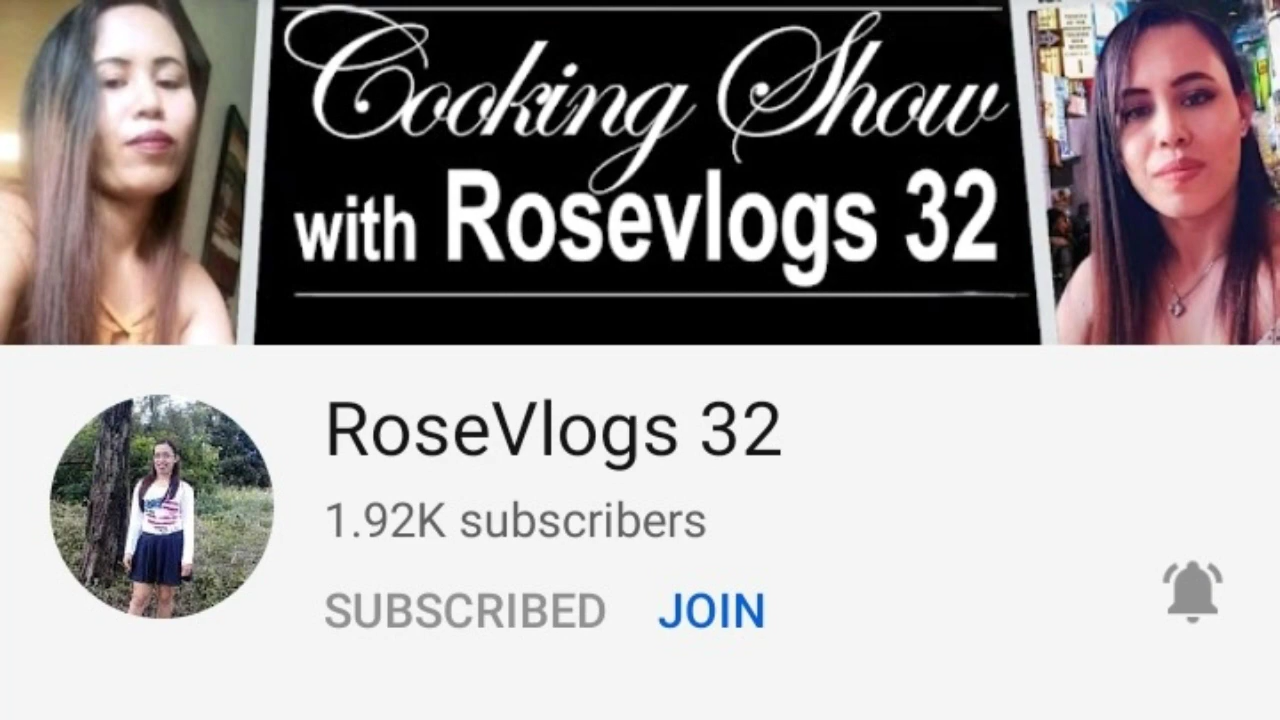 Cooking Show
with Rosevlogs 32
RoseVlogs 32
1.92K subscribers
SUBSCRIBED JOIN